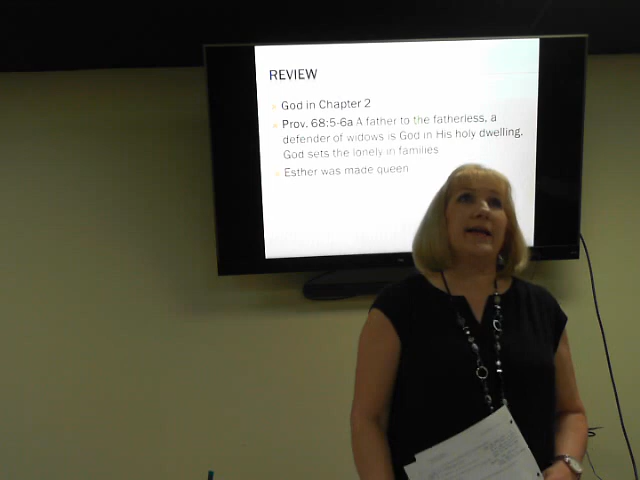 REVIEW
God in Chapter 2
Prov. 68:5-6a A father to the fatherless, a
defender of widows is God in His holy dwelling.
God sets the lonely in families
Esther was made queen